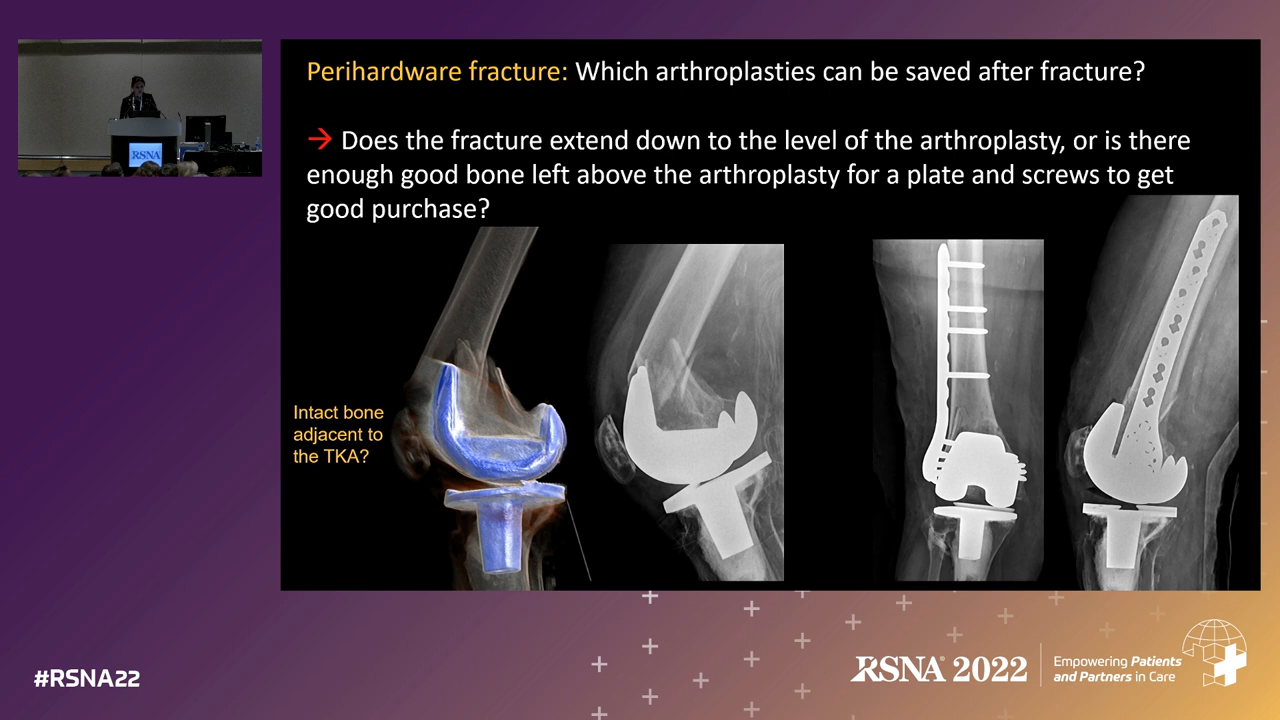 Perihardware fracture: Which arthroplasties can be saved after fracture?
→ Does the fracture extend down to the level of the arthroplasty, or is there
enough good bone left above the arthroplasty for a plate and screws to get
good purchase?
Intact bone
adjacent to
the TKA?
RSNA
#RSNA22
RSNA® 2022
Empowering Patients
and Partners in Care